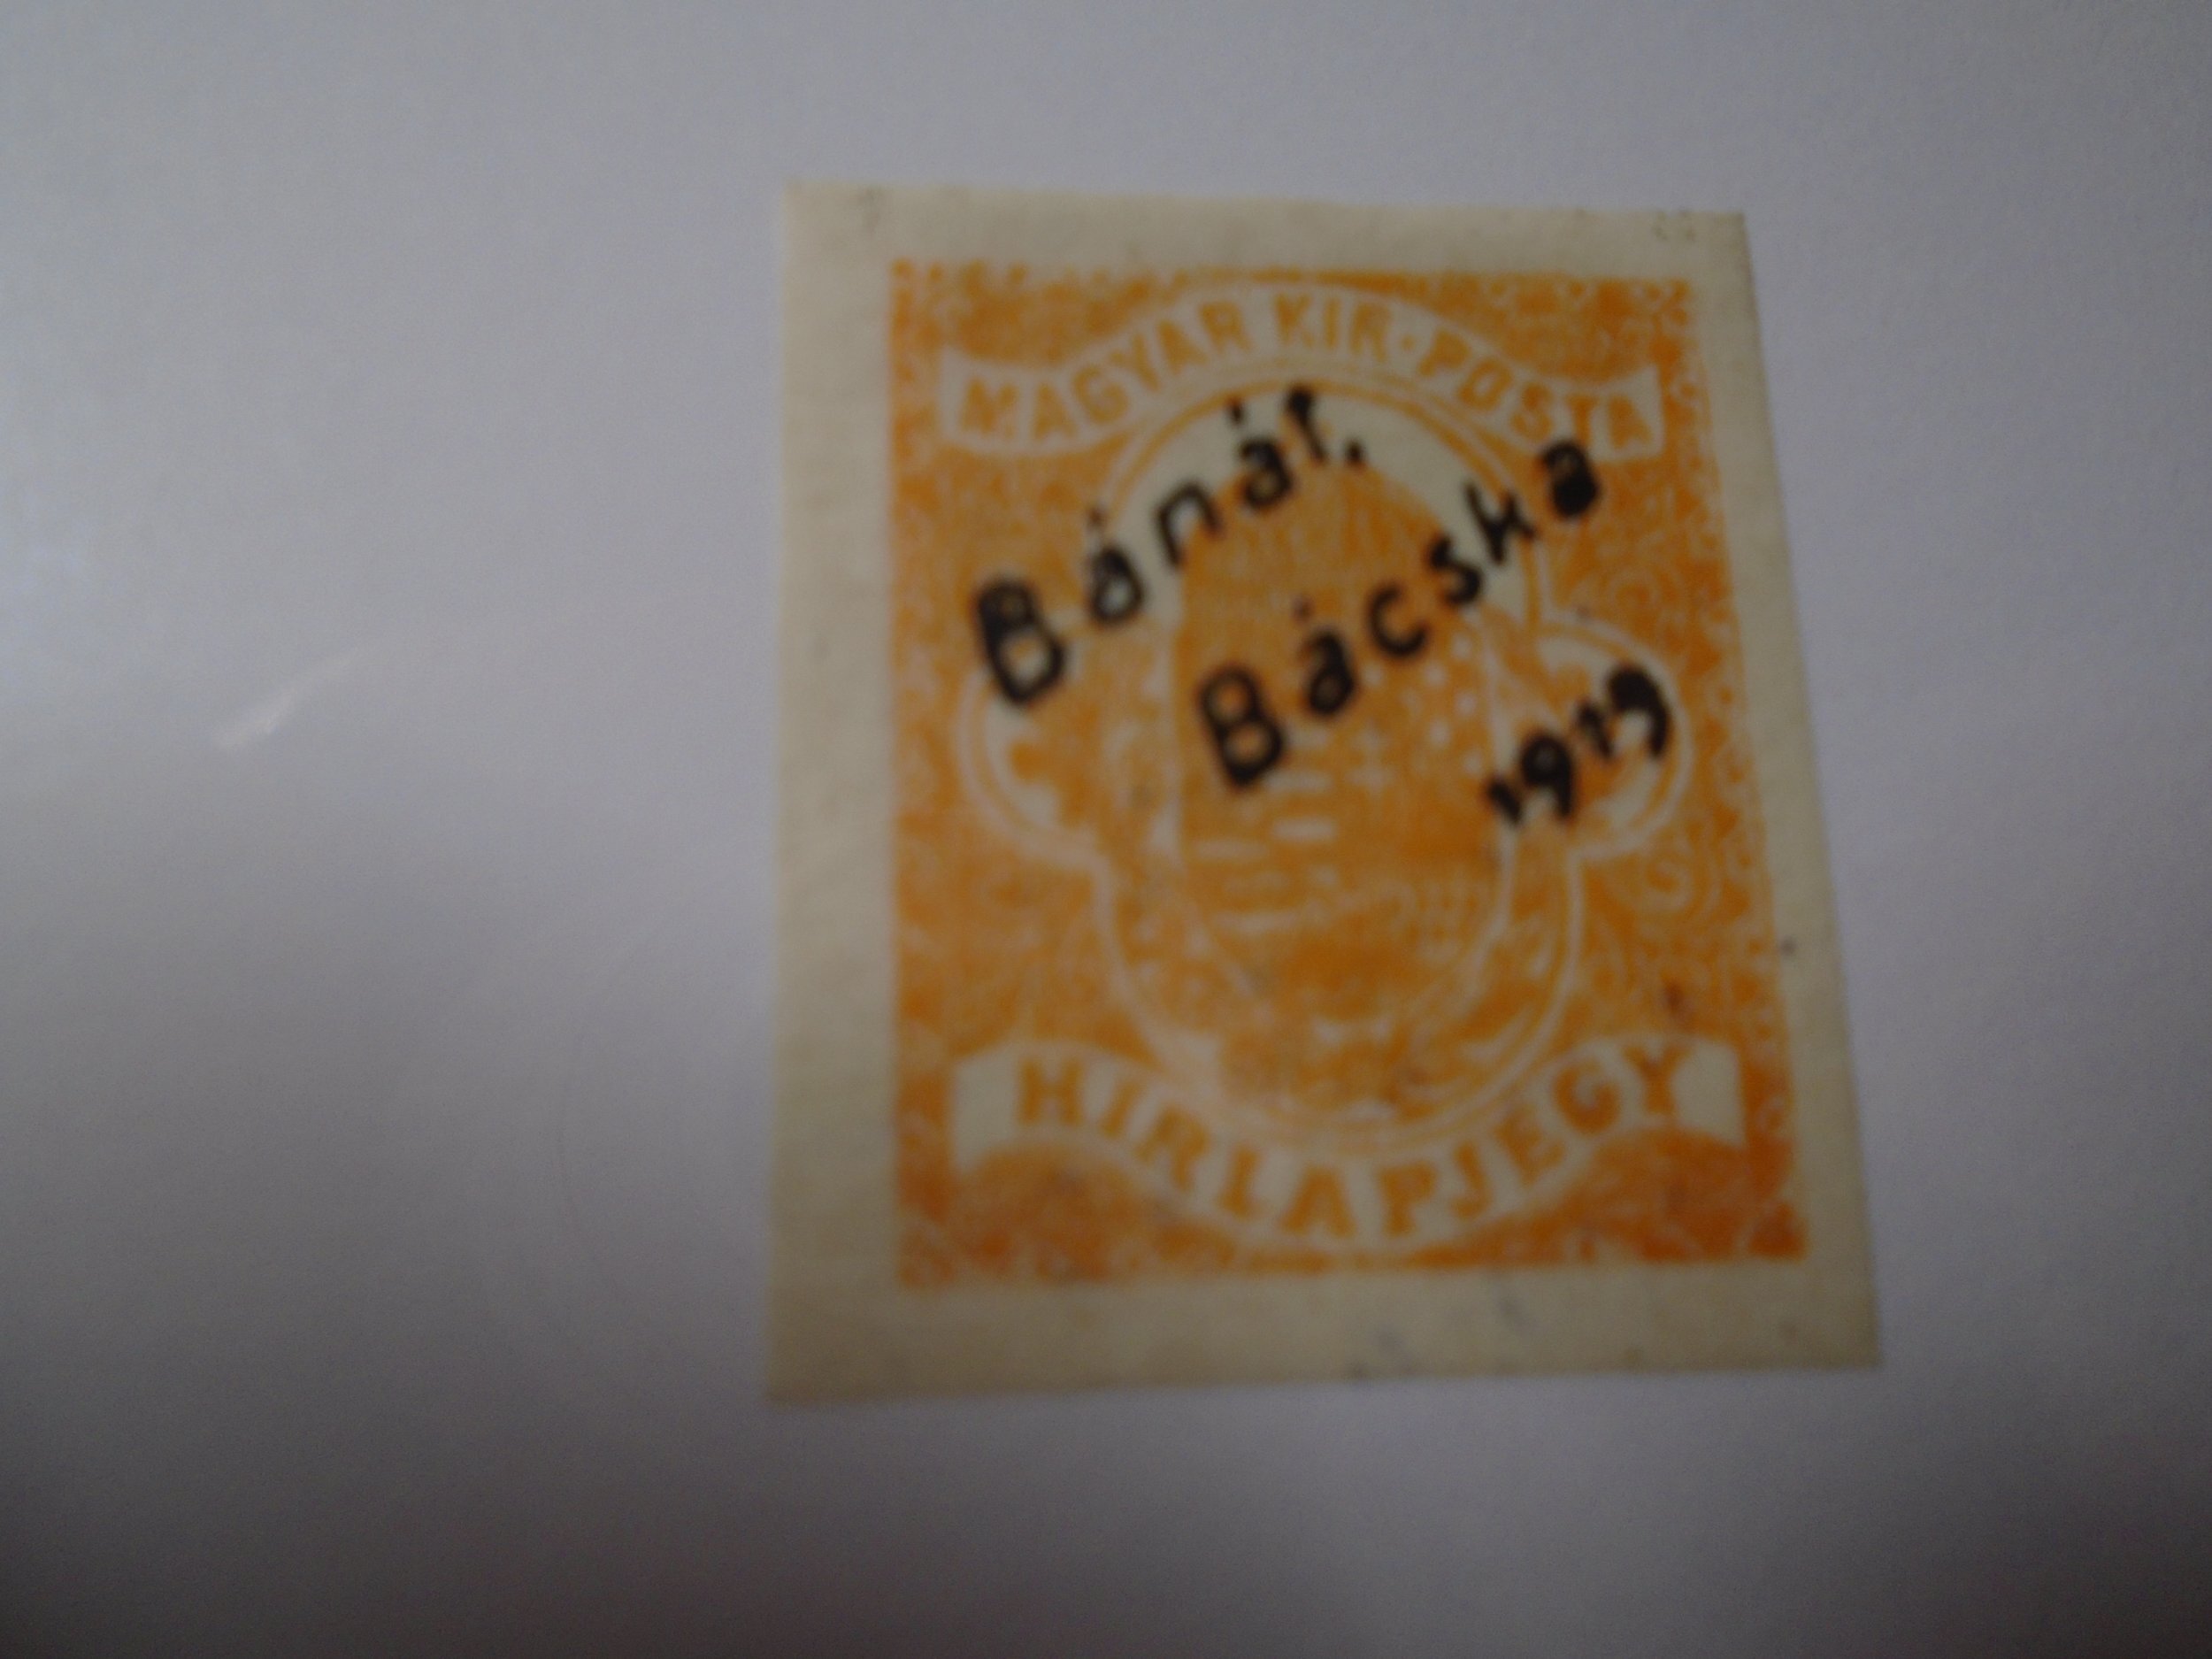 MAGYAR KIR·POSTA
Bánát,
Bácska
1919
HIRLAPJEGY